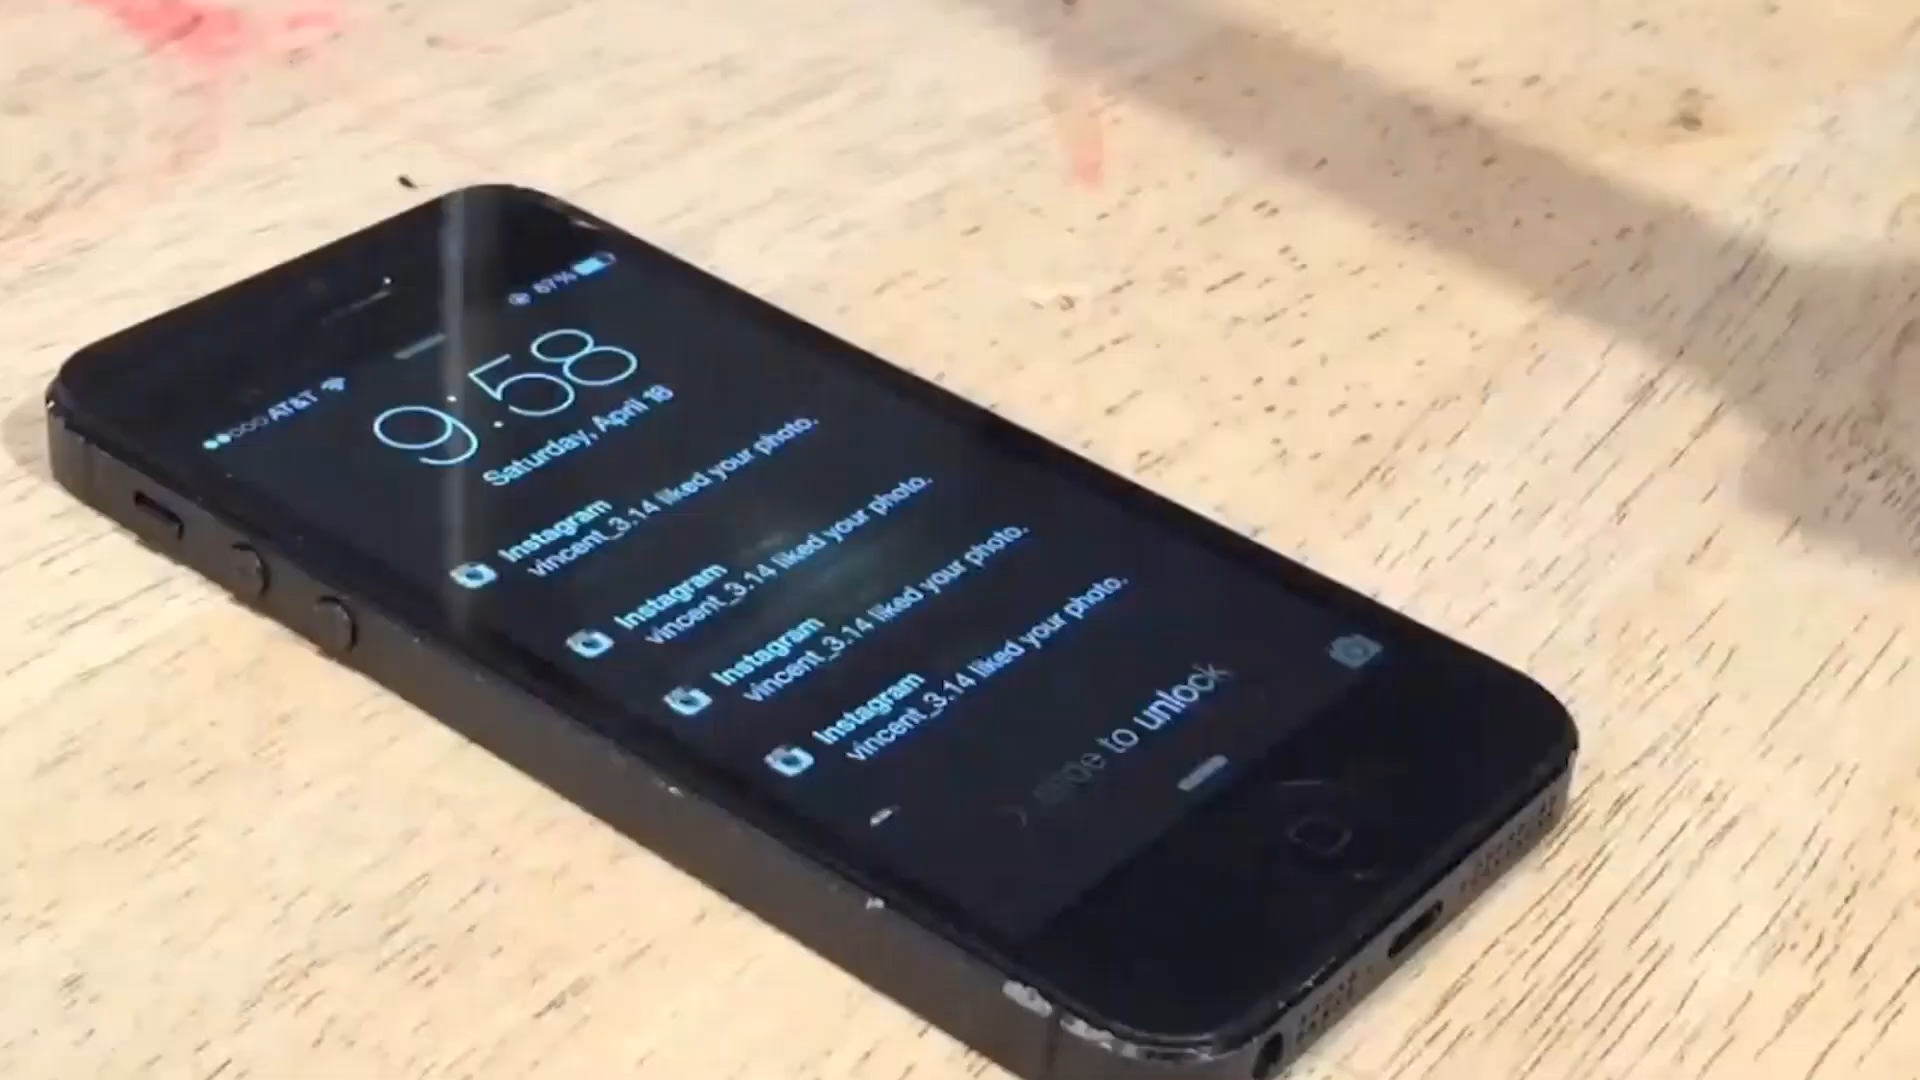 AT&T
67%
9:58
Saturday, April 18
Instagram
vincent_3.14 liked your photo.
Instagram
vincent_3.14 liked your photo.
Instagram
vincent_3.14 liked your photo.
Instagram
vincent_3.14 liked your photo.
to unlock